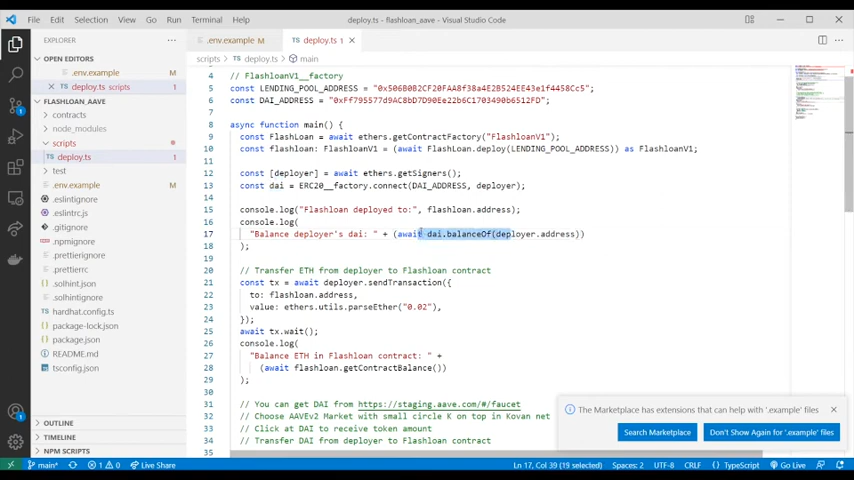 File Edit Selection View Go Run Terminal Help
deploy.ts - flashloan_aave - Visual Studio Code
EXPLORER
OPEN EDITORS
.env.example M
deploy.ts scripts 1
FLASHLOAN_AAVE
contracts
node_modules
scripts
deploy.ts 1
test
.env.example M
.eslintignore
.eslintrc.js
.gitignore
.npmignore
.prettierignore
.prettierrc
.solhint.json
.solhintignore
hardhat.config.ts
package-lock.json
package.json
README.md
tsconfig.json
OUTLINE
TIMELINE
NPM SCRIPTS
.env.example M
deploy.ts 1
scripts > deploy.ts > main
4 // FlashloanV1__factory
5 const LENDING_POOL_ADDRESS = "0x506B0B2CF20FAA8f38a4E2B524EE43e1f4458Cc5";
6 const DAI_ADDRESS = "0xFf795577d9AC8bD7D90Ee22b6C1703490b6512FD";
7
8 async function main() {
9 const FlashLoan = await ethers.getContractFactory("FlashloanV1");
10 const flashloan: FlashloanV1 = (await FlashLoan.deploy(LENDING_POOL_ADDRESS)) as FlashloanV1;
11
12 const [deployer] = await ethers.getSigners();
13 const dai = ERC20__factory.connect(DAI_ADDRESS, deployer);
14
15 console.log("Flashloan deployed to:", flashloan.address);
16 console.log(
17 "Balance deployer's dai: " + (await dai.balanceOf(deployer.address))
18 );
19
20 // Transfer ETH from deployer to Flashloan contract
21 const tx = await deployer.sendTransaction({
22 to: flashloan.address,
23 value: ethers.utils.parseEther("0.02"),
24 });
25 await tx.wait();
26 console.log(
27 "Balance ETH in Flashloan contract: " +
28 (await flashloan.getContractBalance())
29 );
30
31 // You can get DAI from https://staging.aave.com/#/faucet
32 // Choose AAVEv2 Market with small circle K on top in Kovan net
33 // Click at DAI to receive token amount
34 // Transfer DAI from deployer to Flashloan contract
35
The Marketplace has extensions that can help with '.example' files
Search Marketplace
Don't Show Again for '.example' files
main* 1 0 Live Share
Ln 17, Col 39 (19 selected) Spaces: 2 UTF-8 CRLF TypeScript Go Live Prettier